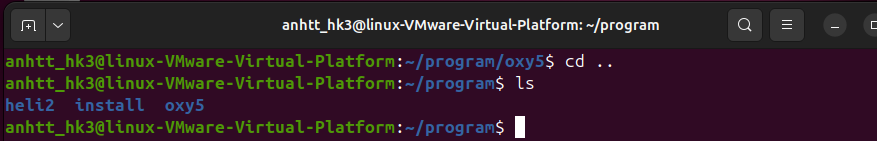 anhtt_hk3@linux-VMware-Virtual-Platform: ~/program
anhtt_hk3@linux-VMware-Virtual-Platform:~/program/oxy5$ cd ..
anhtt_hk3@linux-VMware-Virtual-Platform:~/program$ ls
heli2  install  oxy5
anhtt_hk3@linux-VMware-Virtual-Platform:~/program$